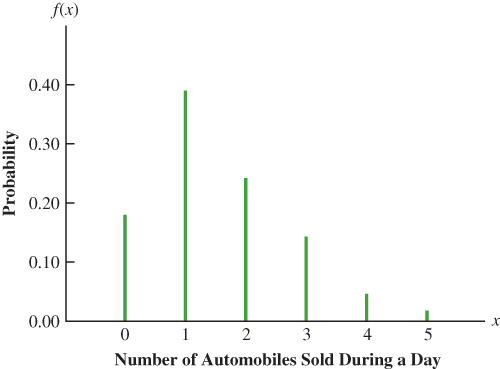 f(x)
0.40
0.30
Probability
0.20
0.10
0.00
x
0 1 2 3 4 5
Number of Automobiles Sold During a Day